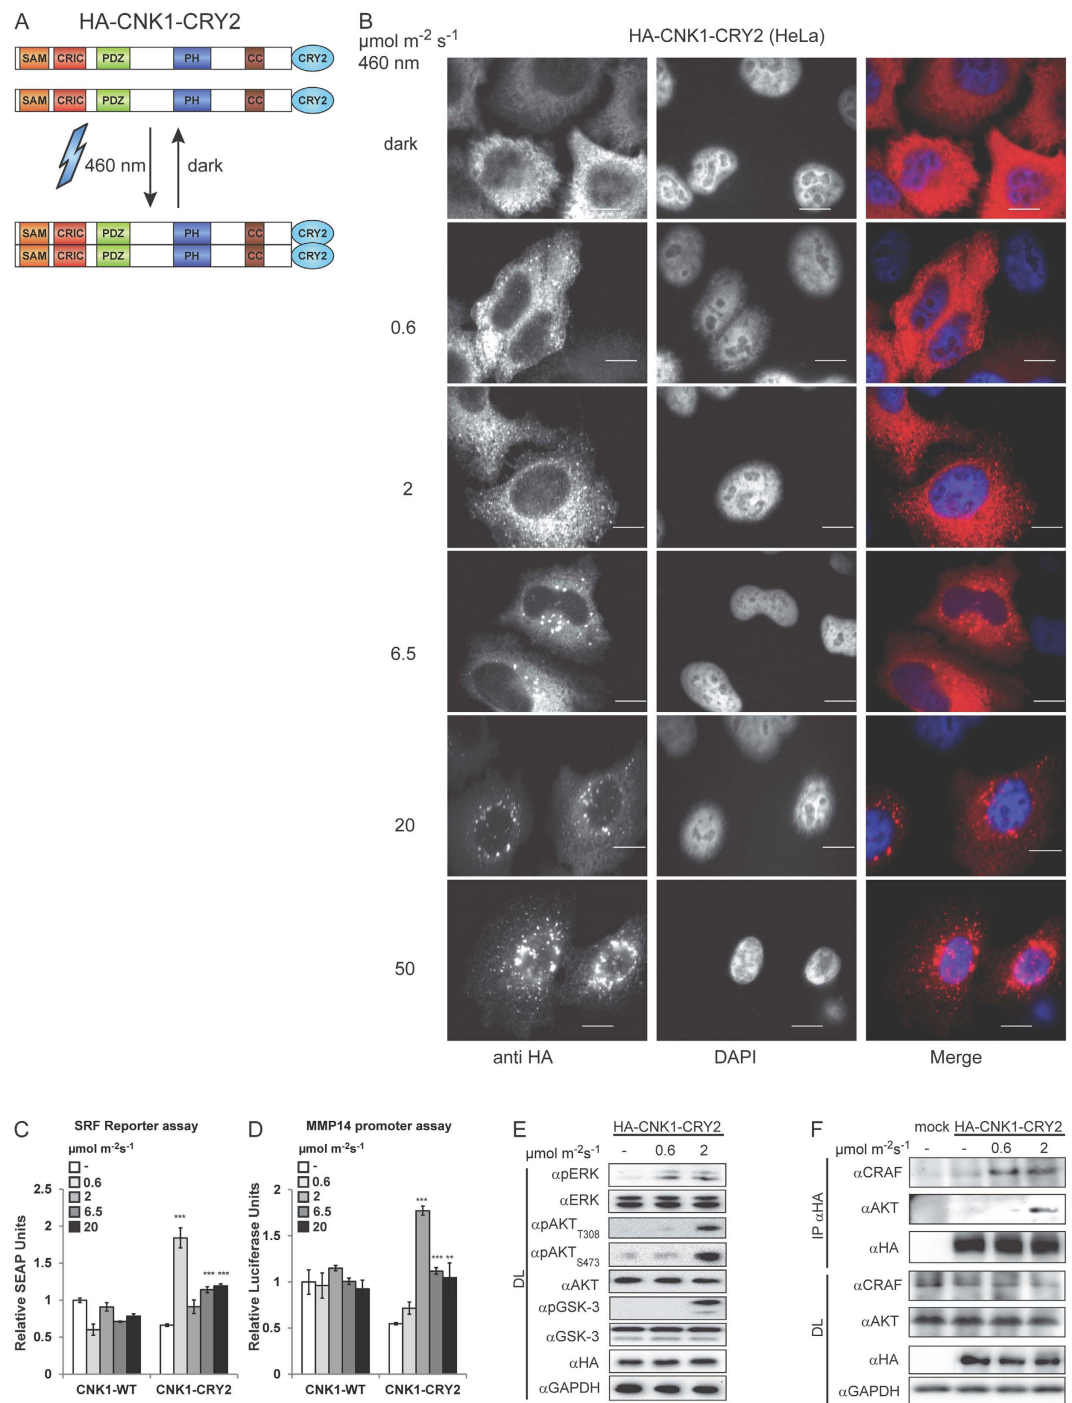 A
HA-CNK1-CRY2
SAM CRIC PDZ PH CC CRY2
SAM CRIC PDZ PH CC CRY2
460 nm
dark
SAM CRIC PDZ PH CC CRY2
SAM CRIC PDZ PH CC CRY2
B
µmol m-2 s-1
460 nm
HA-CNK1-CRY2 (HeLa)
dark
0.6
2
6.5
20
50
anti HA
DAPI
Merge
C
SRF Reporter assay
µmol m-2s-1
-
0.6
2
6.5
20
Relative SEAP Units
2.5
2
1.5
1
0.5
0
***
*** ***
CNK1-WT
CNK1-CRY2
D
MMP14 promoter assay
µmol m-2s-1
-
0.6
2
6.5
20
Relative Luciferase Units
2
1.5
1
0.5
0
***
*** **
CNK1-WT
CNK1-CRY2
E
HA-CNK1-CRY2
µmol m-2s-1 - 0.6 2
DL
αpERK
αERK
αpAKT T308
αpAKT S473
αAKT
αpGSK-3
αGSK-3
αHA
αGAPDH
F
mock HA-CNK1-CRY2
µmol m-2s-1 - - 0.6 2
IP αHA
αCRAF
αAKT
αHA
DL
αCRAF
αAKT
αHA
αGAPDH